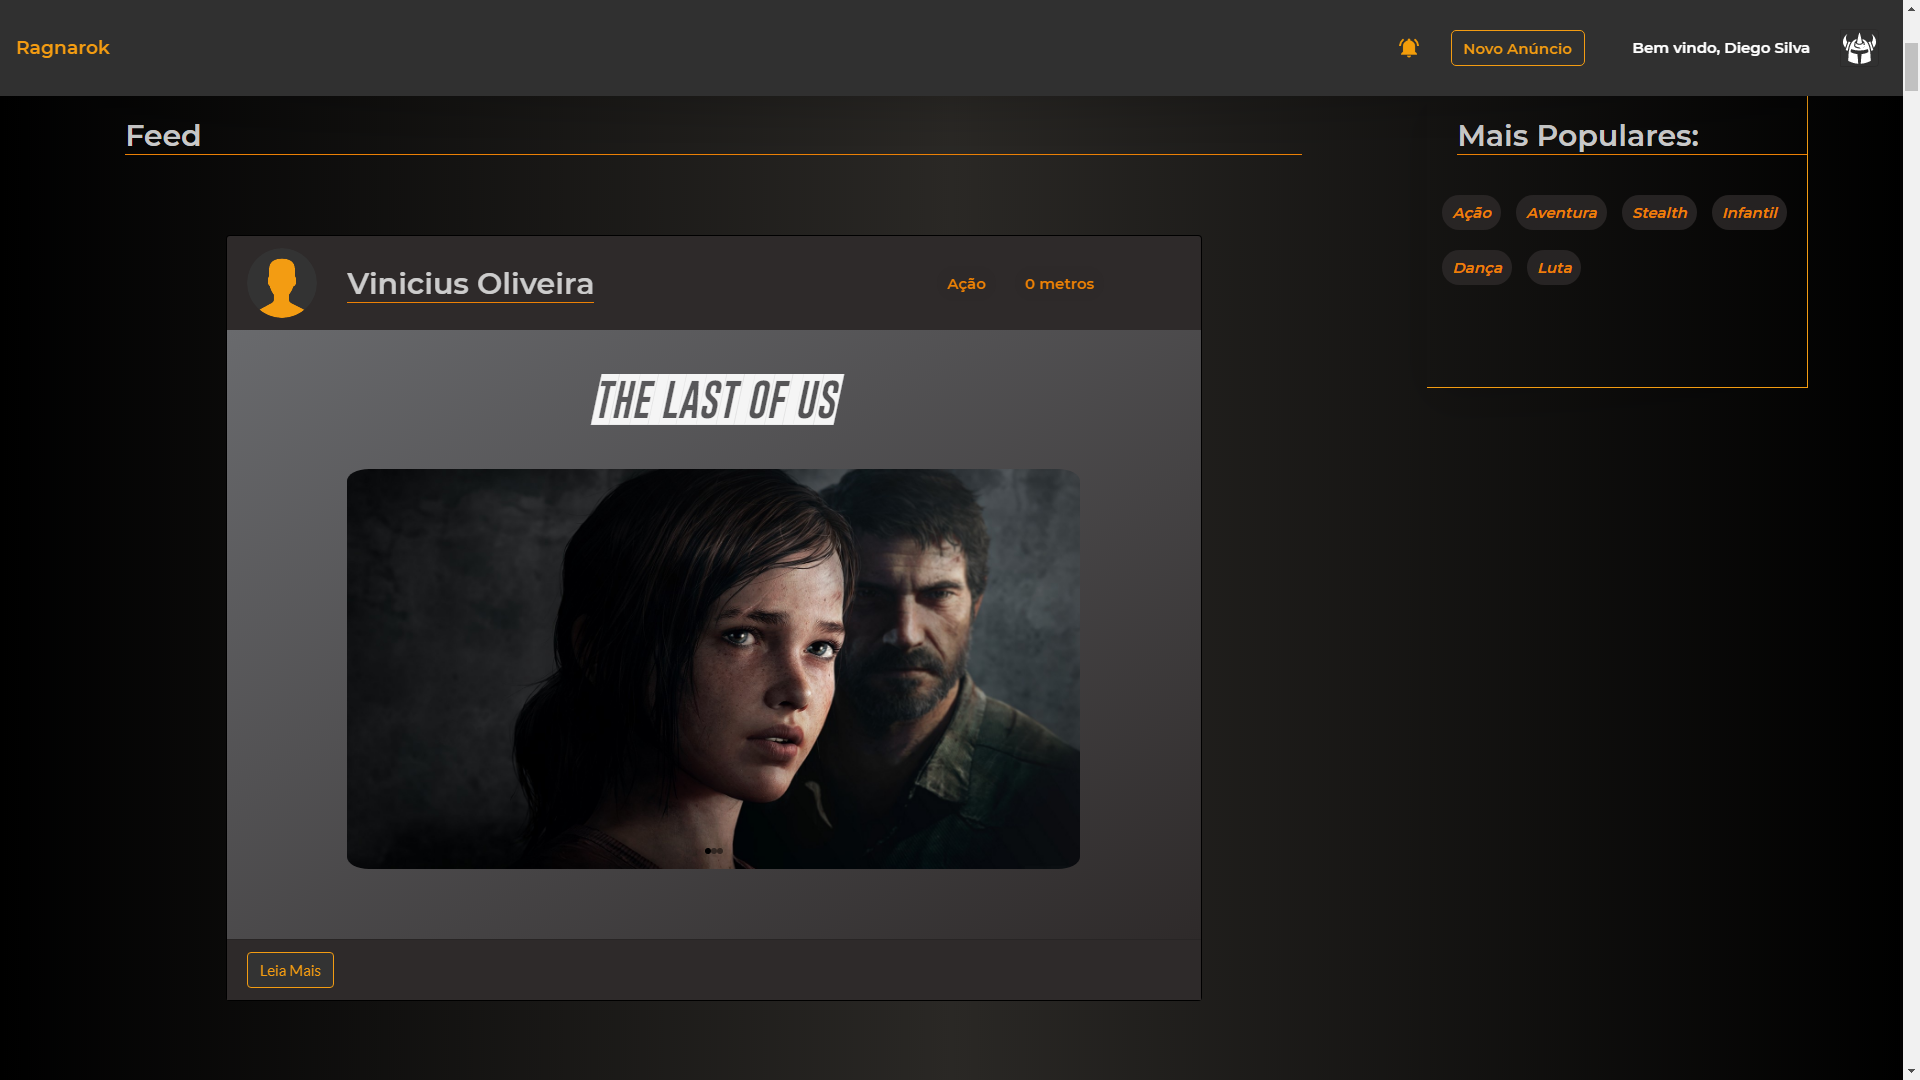 Ragnarok
Novo Anúncio
Bem vindo, Diego Silva
Feed
Mais Populares:
Ação
Aventura
Stealth
Infantil
Dança
Luta
Vinicius Oliveira
Ação
0 metros
THE LAST OF US
Leia Mais